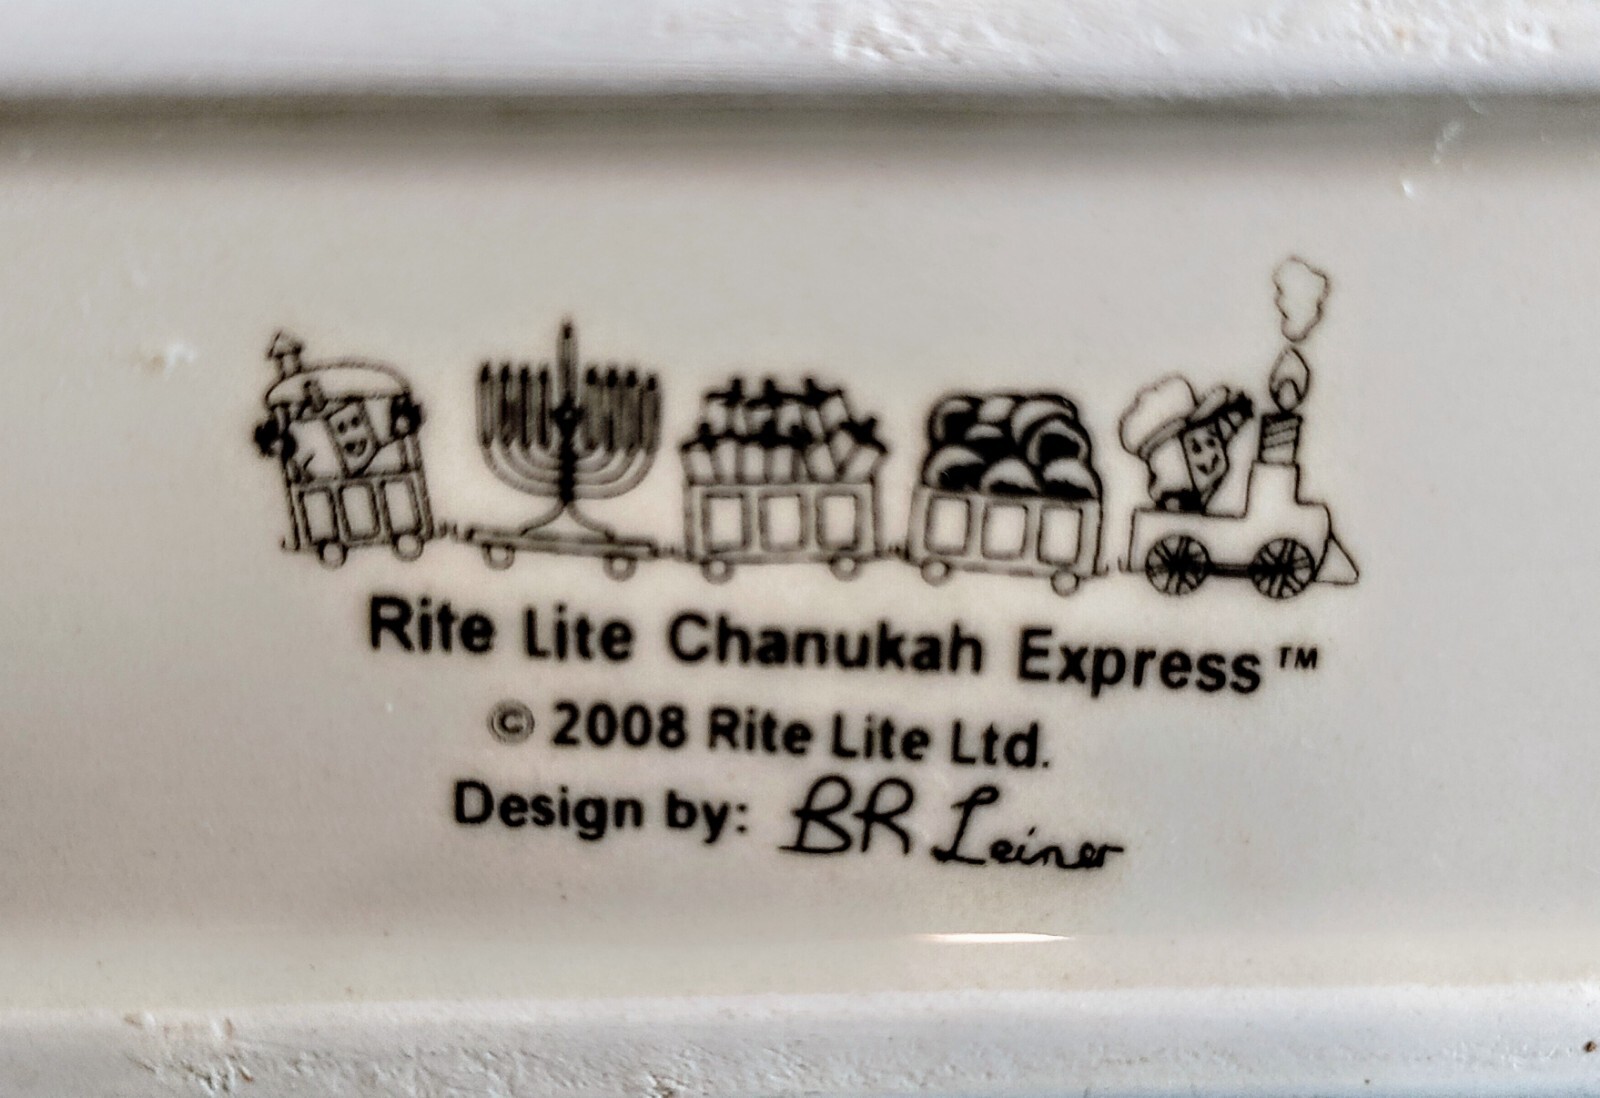 Rite Lite Chanukah Express™
© 2008 Rite Lite Ltd.
Design by: BR Leiner